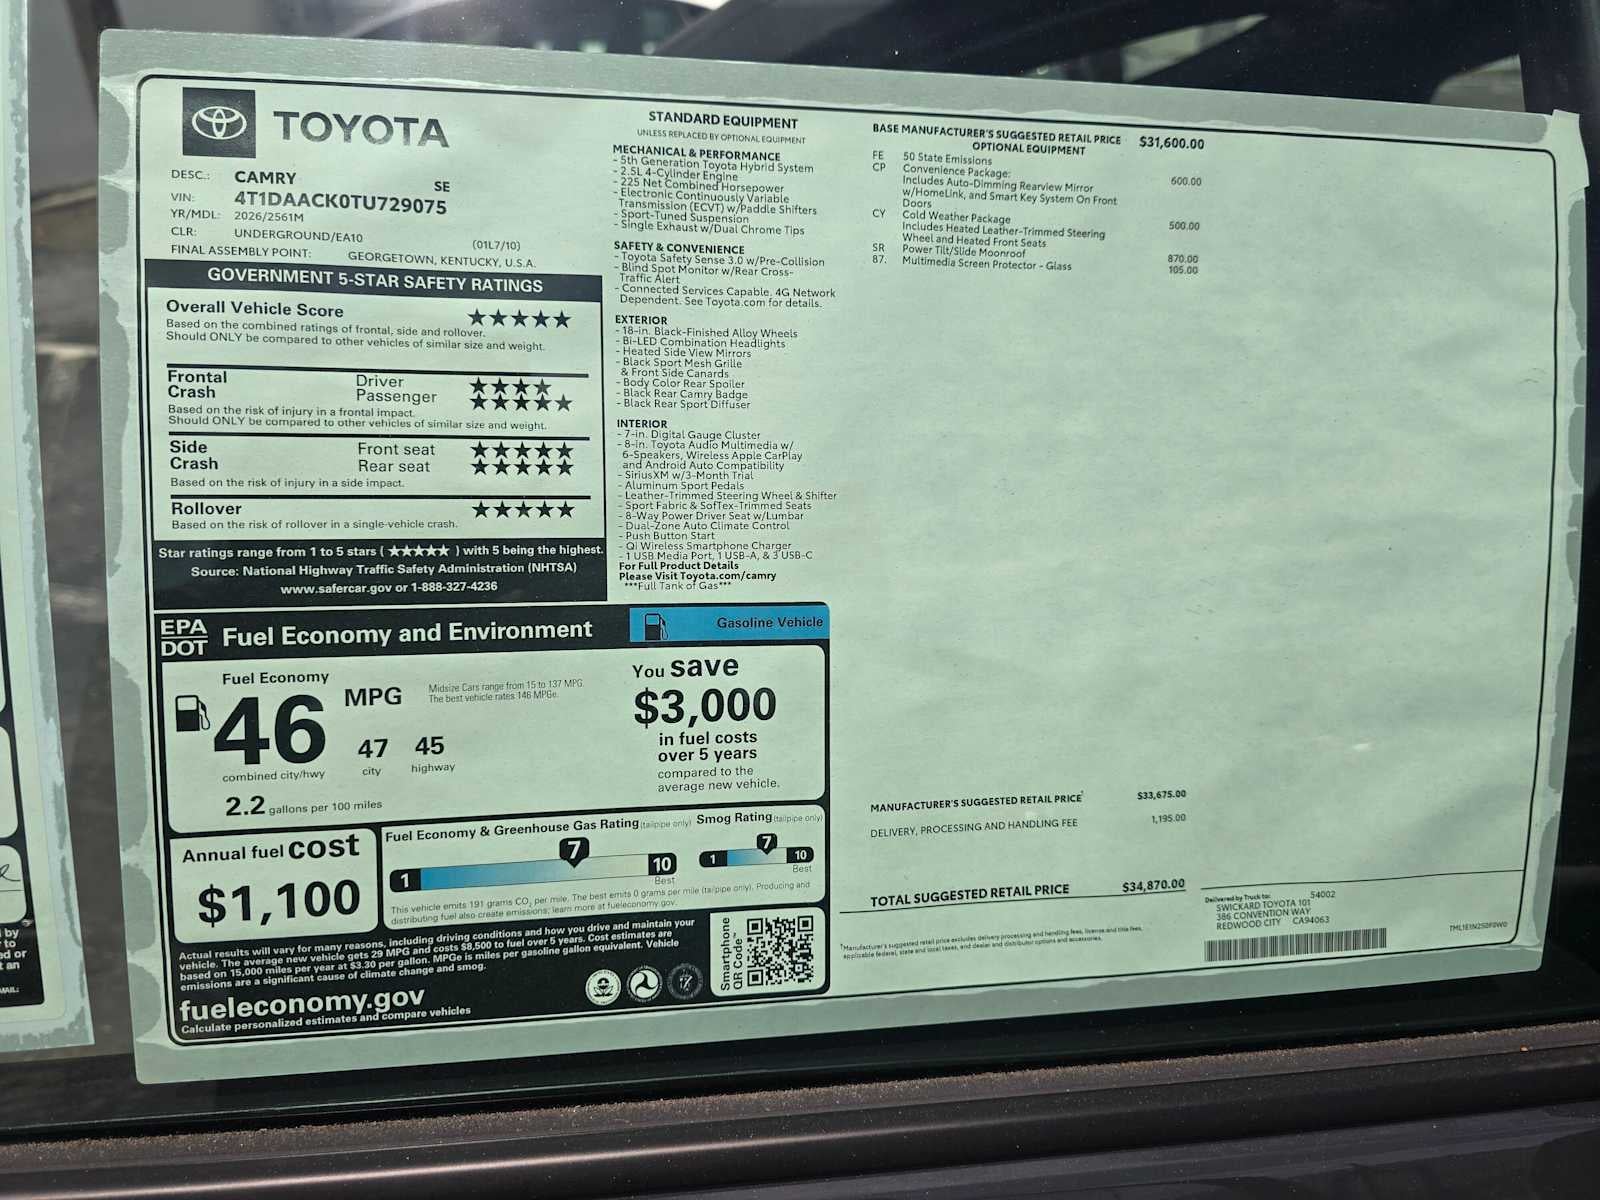 TOYOTA
DESC.: CAMRY SE
VIN: 4T1DAACK0TU729075
YR/MDL: 2026/2561M
CLR: UNDERGROUND/EA10 (01L7/10)
FINAL ASSEMBLY POINT: GEORGETOWN, KENTUCKY, U.S.A.
GOVERNMENT 5-STAR SAFETY RATINGS
Overall Vehicle Score ★★★★★
Based on the combined ratings of frontal, side and rollover.
Should ONLY be compared to other vehicles of similar size and weight.
Frontal Crash
Driver ★★★★
Passenger ★★★★★
Based on the risk of injury in a frontal impact.
Should ONLY be compared to other vehicles of similar size and weight.
Side Crash
Front seat ★★★★★
Rear seat ★★★★★
Based on the risk of injury in a side impact.
Rollover ★★★★★
Based on the risk of rollover in a single-vehicle crash.
Star ratings range from 1 to 5 stars ( ★★★★★ ) with 5 being the highest.
Source: National Highway Traffic Safety Administration (NHTSA)
www.safercar.gov or 1-888-327-4236
STANDARD EQUIPMENT
UNLESS REPLACED BY OPTIONAL EQUIPMENT
MECHANICAL & PERFORMANCE
- 5th Generation Toyota Hybrid System
- 2.5L 4-Cylinder Engine
- 225 Net Combined Horsepower
- Electronic Continuously Variable
Transmission (ECVT) w/Paddle Shifters
- Sport-Tuned Suspension
- Single Exhaust w/Dual Chrome Tips
SAFETY & CONVENIENCE
- Toyota Safety Sense 3.0 w/Pre-Collision
- Blind Spot Monitor w/Rear Cross-
Traffic Alert
- Connected Services Capable. 4G Network
Dependent. See Toyota.com for details.
EXTERIOR
- 18-in. Black-Finished Alloy Wheels
- Bi-LED Combination Headlights
- Heated Side View Mirrors
- Black Sport Mesh Grille
& Front Side Canards
- Body Color Rear Spoiler
- Black Rear Camry Badge
- Black Rear Sport Diffuser
INTERIOR
- 7-in. Digital Gauge Cluster
- 8-in. Toyota Audio Multimedia w/
6-Speakers, Wireless Apple CarPlay
and Android Auto Compatibility
- SiriusXM w/3-Month Trial
- Aluminum Sport Pedals
- Leather-Trimmed Steering Wheel & Shifter
- Sport Fabric & SofTex-Trimmed Seats
- 8-Way Power Driver Seat w/Lumbar
- Dual-Zone Auto Climate Control
- Push Button Start
- Qi Wireless Smartphone Charger
- 1 USB Media Port, 1 USB-A, & 3 USB-C
For Full Product Details
Please Visit Toyota.com/camry
***Full Tank of Gas***
BASE MANUFACTURER'S SUGGESTED RETAIL PRICE $31,600.00
OPTIONAL EQUIPMENT
FE 50 State Emissions
CP Convenience Package: 600.00
Includes Auto-Dimming Rearview Mirror
w/HomeLink, and Smart Key System On Front
Doors
CY Cold Weather Package 500.00
Includes Heated Leather-Trimmed Steering
Wheel and Heated Front Seats
SR Power Tilt/Slide Moonroof 870.00
87. Multimedia Screen Protector - Glass 105.00
MANUFACTURER'S SUGGESTED RETAIL PRICE† $33,675.00
DELIVERY, PROCESSING AND HANDLING FEE 1,195.00
TOTAL SUGGESTED RETAIL PRICE $34,870.00
†Manufacturer's suggested retail price excludes delivery processing and handling fees, license and title fees,
applicable federal, state and local taxes, and dealer and distributor options and accessories.
Delivered by Truck to: 54002
SWICKARD TOYOTA 101
386 CONVENTION WAY
REDWOOD CITY CA94063
TML1E1N2S0F0W0
EPA DOT
Fuel Economy and Environment
Gasoline Vehicle
Fuel Economy
46 MPG
combined city/hwy
47 city
45 highway
Midsize Cars range from 15 to 137 MPG.
The best vehicle rates 146 MPGe.
2.2 gallons per 100 miles
You save
$3,000
in fuel costs
over 5 years
compared to the
average new vehicle.
Annual fuel cost
$1,100
Fuel Economy & Greenhouse Gas Rating (tailpipe only)
1 7 10
Best
Smog Rating (tailpipe only)
1 7 10
Best
This vehicle emits 191 grams CO2 per mile. The best emits 0 grams per mile (tailpipe only). Producing and
distributing fuel also create emissions; learn more at fueleconomy.gov.
Actual results will vary for many reasons, including driving conditions and how you drive and maintain your
vehicle. The average new vehicle gets 29 MPG and costs $8,500 to fuel over 5 years. Cost estimates are
based on 15,000 miles per year at $3.30 per gallon. MPGe is miles per gasoline gallon equivalent. Vehicle
emissions are a significant cause of climate change and smog.
fueleconomy.gov
Calculate personalized estimates and compare vehicles
Smartphone
QR Code™